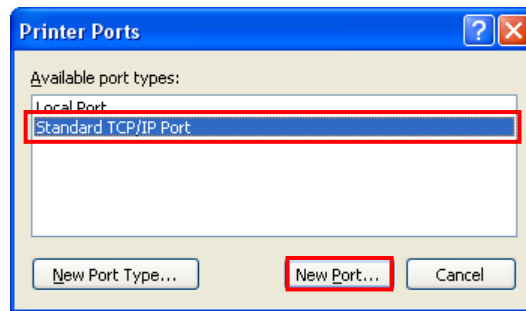 Printer Ports
Available port types:
Local Port
Standard TCP/IP Port
New Port Type...
New Port...
Cancel